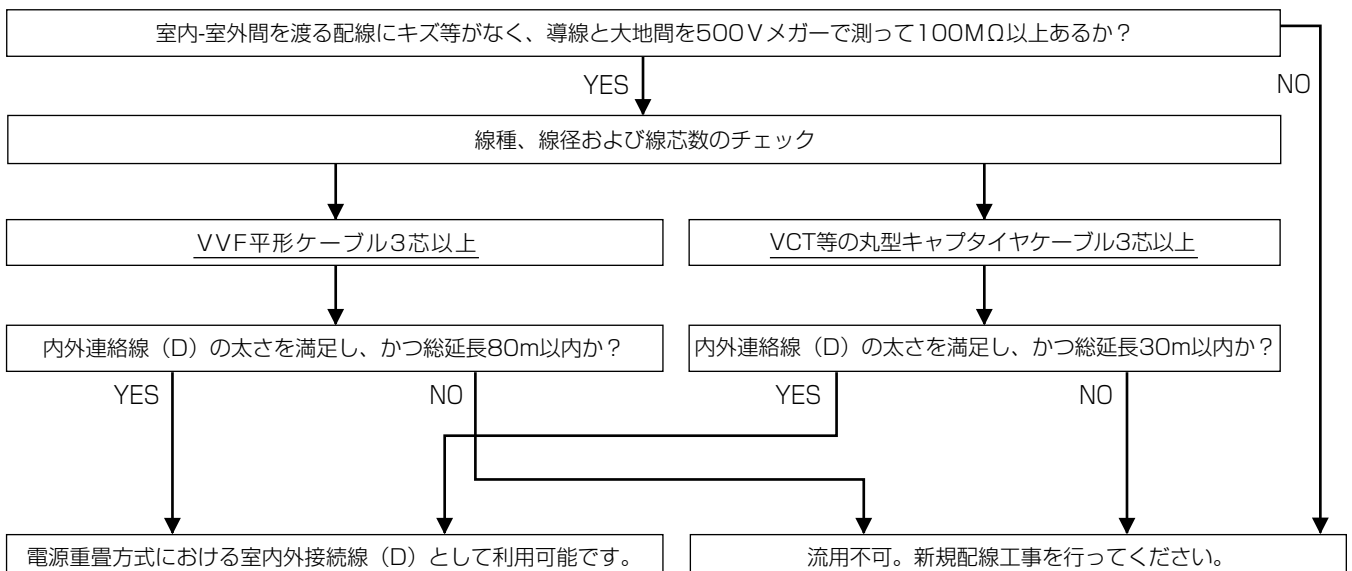 室内-室外間を渡る配線にキズ等がなく、導線と大地間を500Vメガーで測って100MΩ以上あるか？
YES
NO
線種、線径および線芯数のチェック
VVF平形ケーブル3芯以上
VCT等の丸型キャプタイヤケーブル3芯以上
内外連絡線（D）の太さを満足し、かつ総延長80m以内か？
内外連絡線（D）の太さを満足し、かつ総延長30m以内か？
YES
NO
YES
NO
電源重畳方式における室内外接続線（D）として利用可能です。
流用不可。新規配線工事を行ってください。